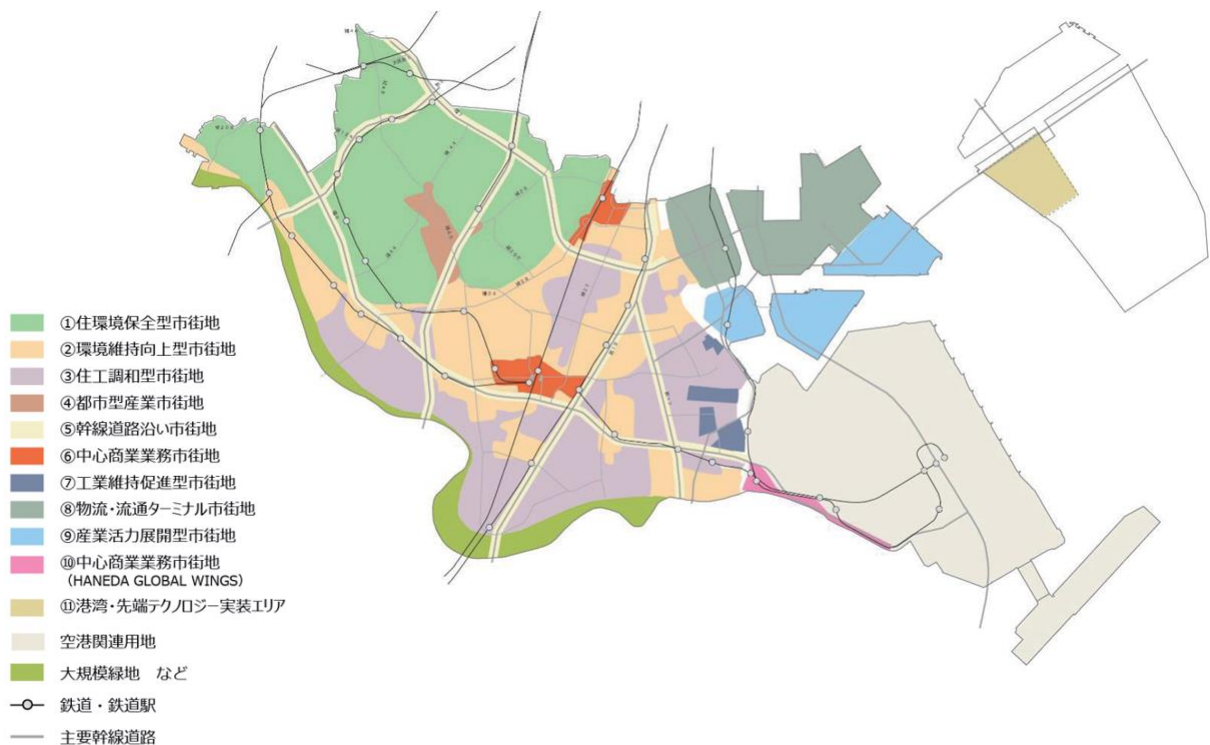 ①住環境保全型市街地
②環境維持向上型市街地
③住工調和型市街地
④都市型産業市街地
⑤幹線道路沿い市街地
⑥中心商業業務市街地
⑦工業維持促進型市街地
⑧物流・流通ターミナル市街地
⑨産業活力展開型市街地
⑩中心商業業務市街地
(HANEDA GLOBAL WINGS)
⑪港湾・先端テクノロジー実装エリア
空港関連用地
大規模緑地 など
鉄道・鉄道駅
主要幹線道路